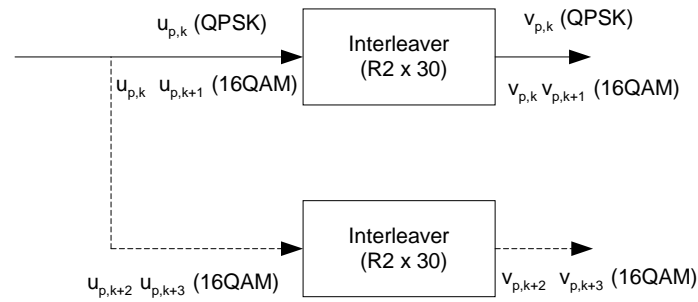 u_{p,k} (QPSK)
Interleaver
(R2 x 30)
v_{p,k} (QPSK)
u_{p,k} u_{p,k+1} (16QAM)
v_{p,k} v_{p,k+1} (16QAM)
Interleaver
(R2 x 30)
u_{p,k+2} u_{p,k+3} (16QAM)
v_{p,k+2} v_{p,k+3} (16QAM)